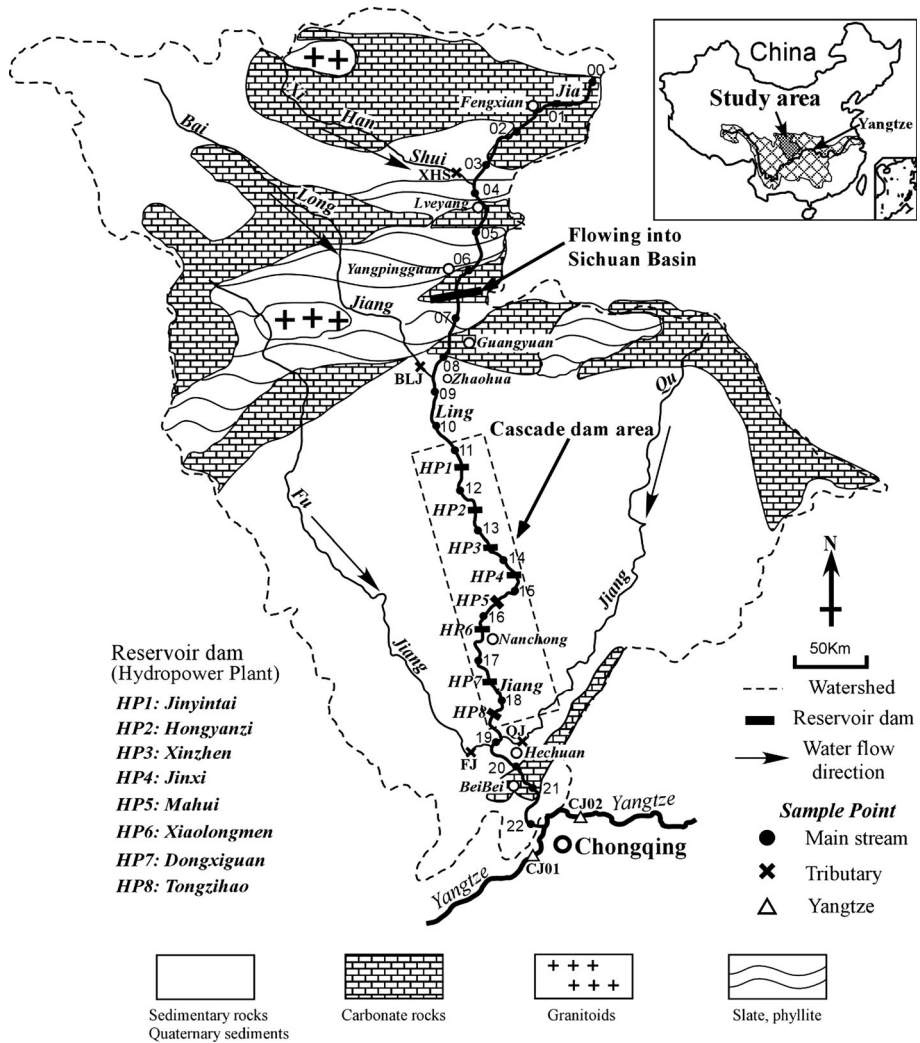 China
Study area
Yangtze
00
Jia
Fengxian
01
Xi
02
Han
Bai
Shui
03
XHS
04
Long
Lveyang
05
Flowing into
Sichuan Basin
Yangpingguan
06
Jiang
07
Guangyuan
Qu
08
BLJ
Zhaohua
09
Ling
10
Cascade dam area
11
HP1
12
Fu
HP2
13
HP3
14
HP4
15
N
HP5
16
Jiang
HP6
Nanchong
Jiang
17
HP7
Jiang
18
HP8
QJ
19
FJ
Hechuan
20
BeiBei
21
CJ02
Yangtze
22
Chongqing
CJ01
Yangtze
Reservoir dam
(Hydropower Plant)
HP1: Jinyintai
HP2: Hongyanzi
HP3: Xinzhen
HP4: Jinxi
HP5: Mahui
HP6: Xiaolongmen
HP7: Dongxiguan
HP8: Tongzihao
50Km
Watershed
Reservoir dam
Water flow
direction
Sample Point
Main stream
Tributary
Yangtze
Sedimentary rocks
Quaternary sediments
Carbonate rocks
Granitoids
Slate, phyllite